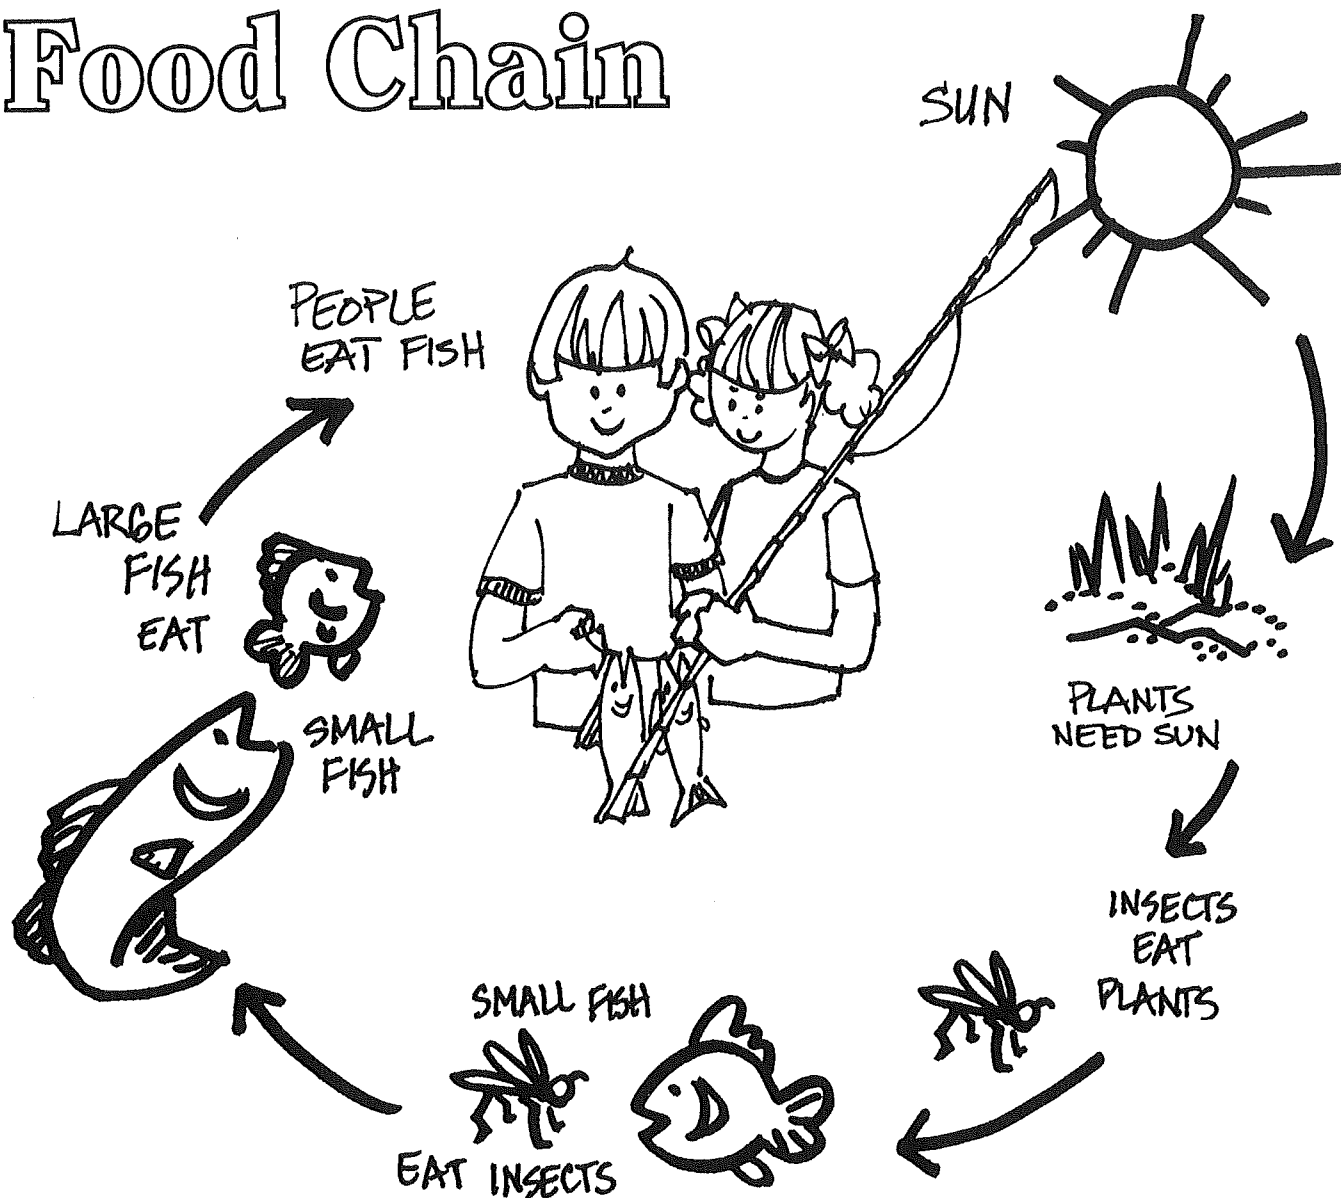 Food Chain
SUN
PLANTS
NEED SUN
INSECTS
EAT
PLANTS
SMALL FISH
EAT INSECTS
LARGE
FISH
EAT
SMALL
FISH
PEOPLE
EAT FISH